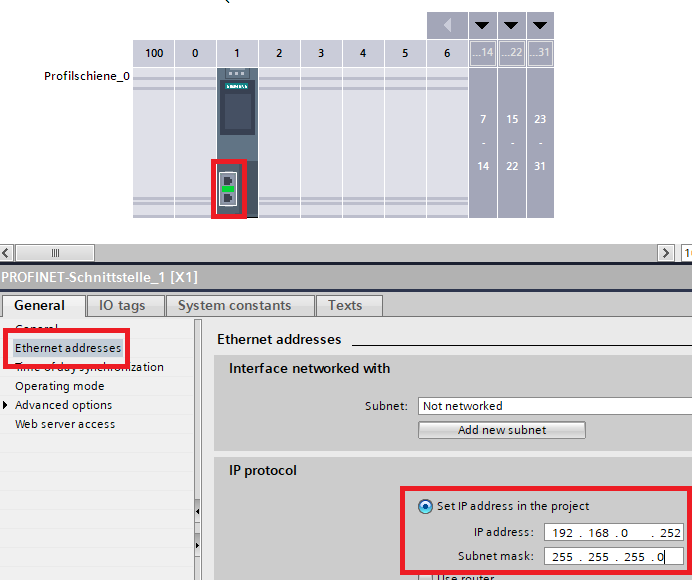 ...14 ...22 ...31
100 0 1 2 3 4 5 6
Profilschiene_0
SIEMENS
7 15 23
- - -
14 22 31
PROFINET-Schnittstelle_1 [X1]
General IO tags System constants Texts
General
Ethernet addresses
Time of day synchronization
Operating mode
Advanced options
Web server access
Ethernet addresses
Interface networked with
Subnet: Not networked
Add new subnet
IP protocol
Set IP address in the project
IP address: 192 . 168 . 0 . 252
Subnet mask: 255 . 255 . 255 . 0
Use router